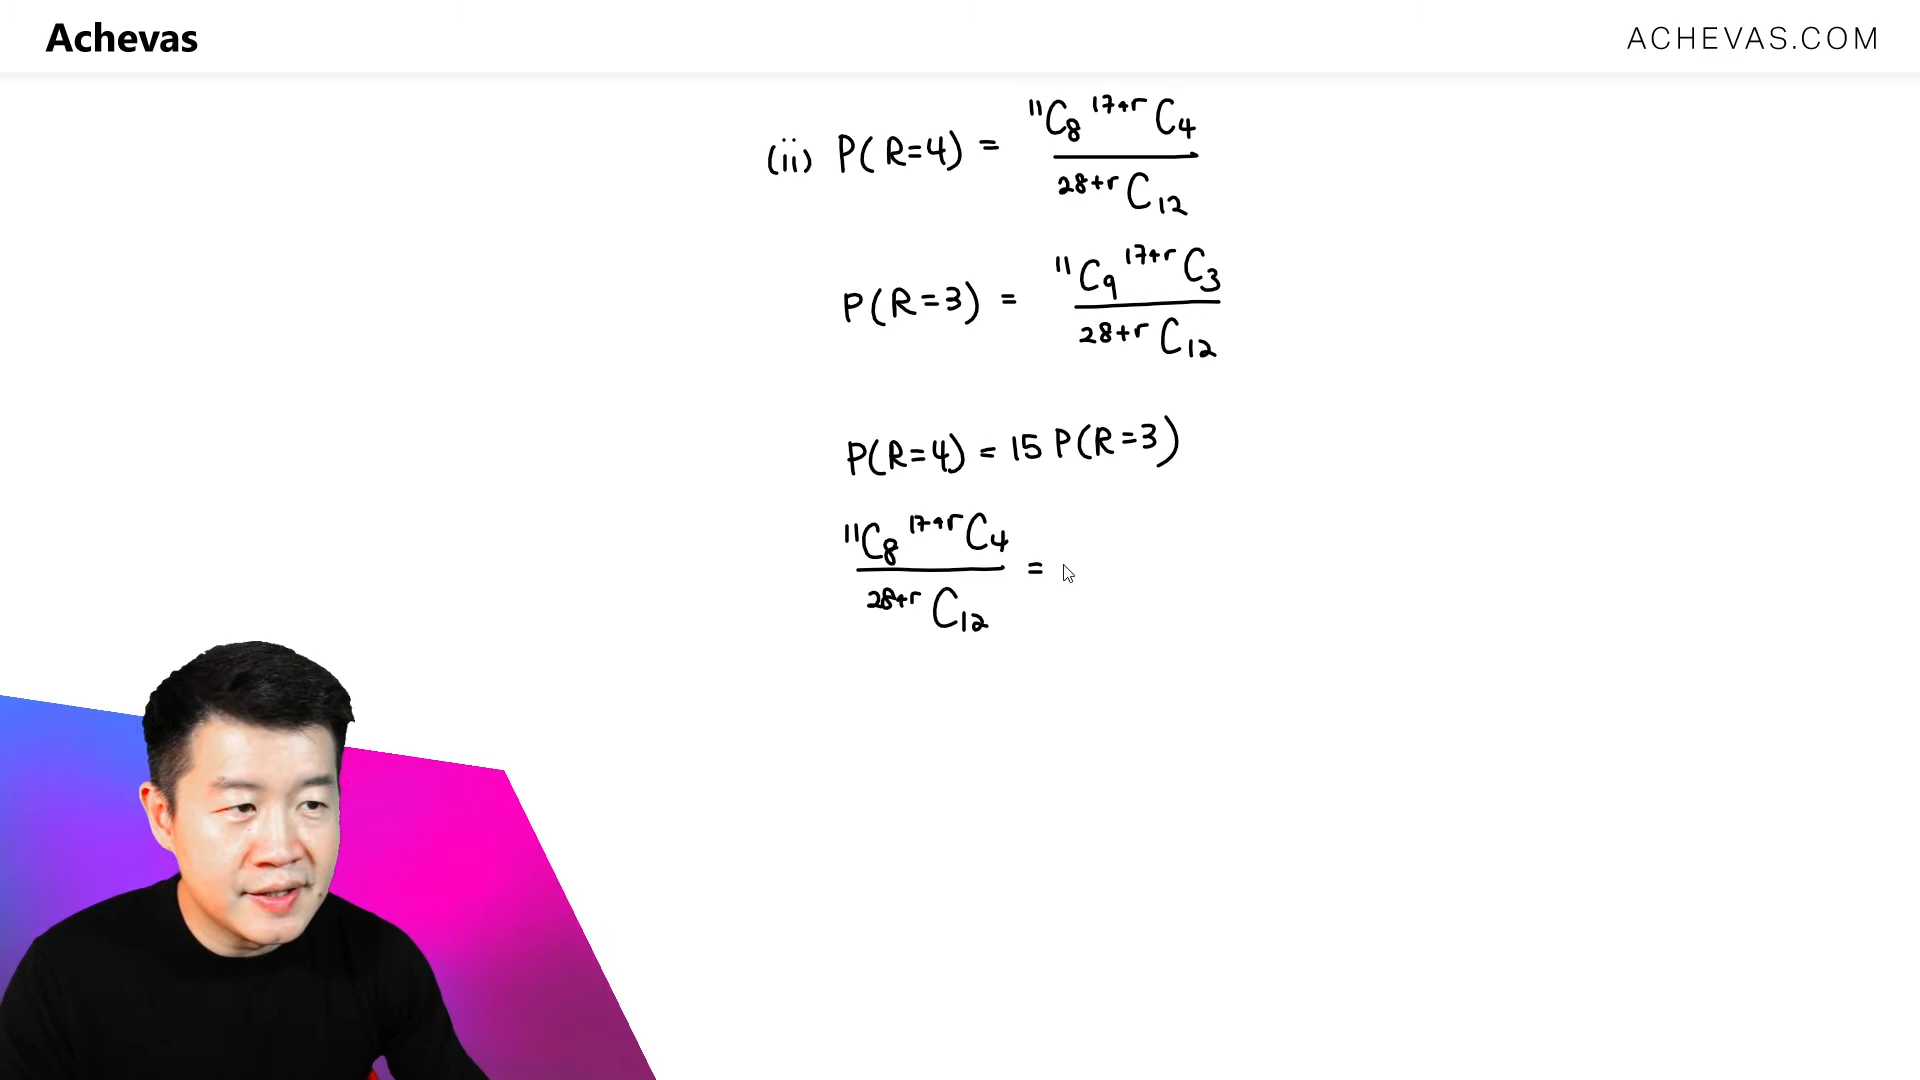 Achevas
ACHEVAS.COM
(ii) P(R=4) = ¹¹C₈ ¹⁷⁺ʳC₄ / ²⁸⁺ʳC₁₂
P(R=3) = ¹¹C₉ ¹⁷⁺ʳC₃ / ²⁸⁺ʳC₁₂
P(R=4) = 15 P(R=3)
¹¹C₈ ¹⁷⁺ʳC₄ / ²⁸⁺ʳC₁₂ =